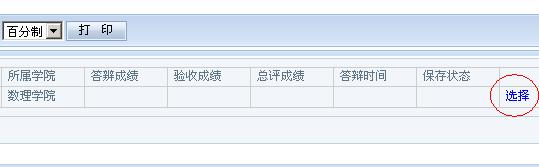 百分制 打 印
所属学院 答辩成绩 验收成绩 总评成绩 答辩时间 保存状态
数理学院 选择